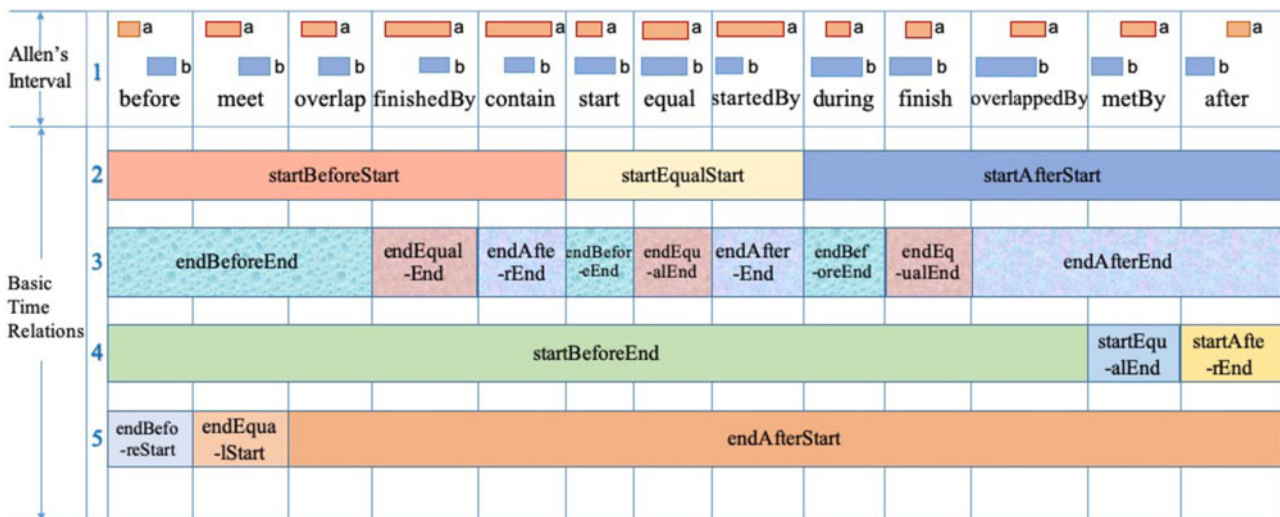 a a a a a a a a a a a a a
Allen's
Interval
1
b b b b b b b b b b b b b
before meet overlap finishedBy contain start equal startedBy during finish overlappedBy metBy after
2
startBeforeStart startEqualStart startAfterStart
Basic
Time
Relations
3
endBeforeEnd
endEqual
-End
endAfte
-rEnd
endBefor
-eEnd
endEqu
-alEnd
endAfter
-End
endBef
-oreEnd
endEq
-ualEnd
endAfterEnd
4
startBeforeEnd
startEqu
-alEnd
startAfte
-rEnd
5
endBefo
-reStart
endEqua
-lStart
endAfterStart